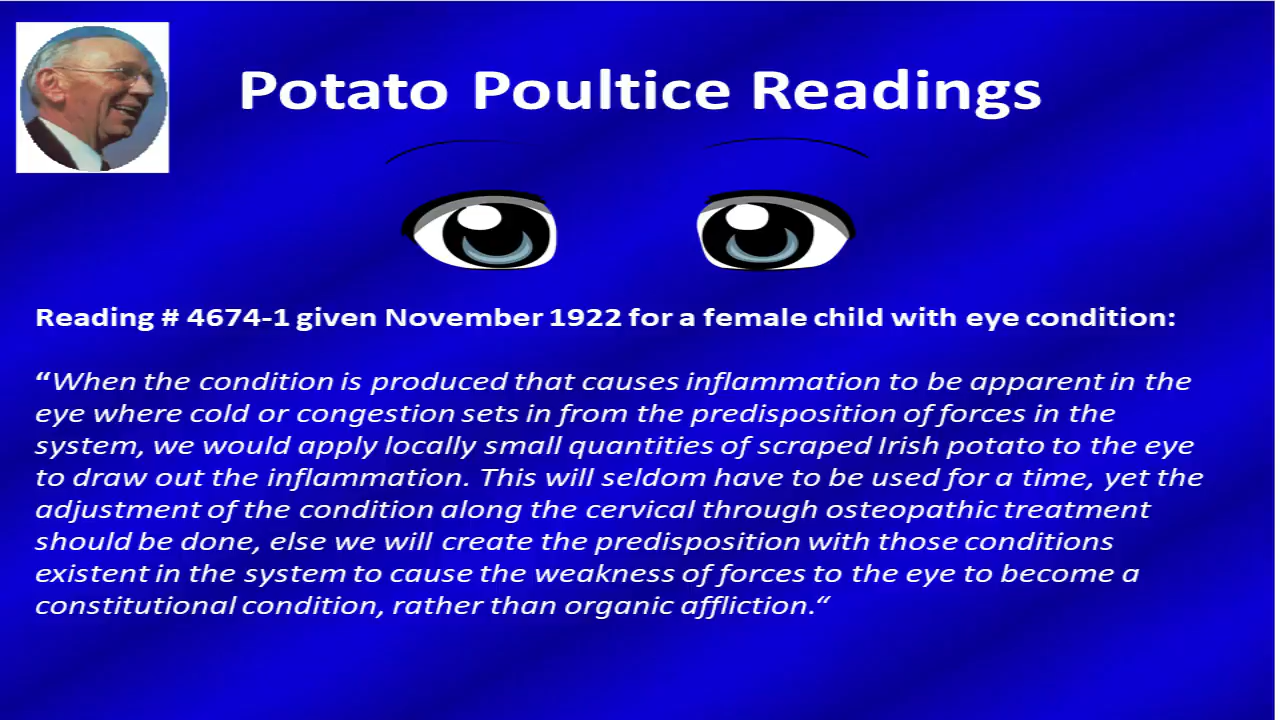 Potato Poultice Readings
Reading # 4674-1 given November 1922 for a female child with eye condition:
“When the condition is produced that causes inflammation to be apparent in the
eye where cold or congestion sets in from the predisposition of forces in the
system, we would apply locally small quantities of scraped Irish potato to the eye
to draw out the inflammation. This will seldom have to be used for a time, yet the
adjustment of the condition along the cervical through osteopathic treatment
should be done, else we will create the predisposition with those conditions
existent in the system to cause the weakness of forces to the eye to become a
constitutional condition, rather than organic affliction.“